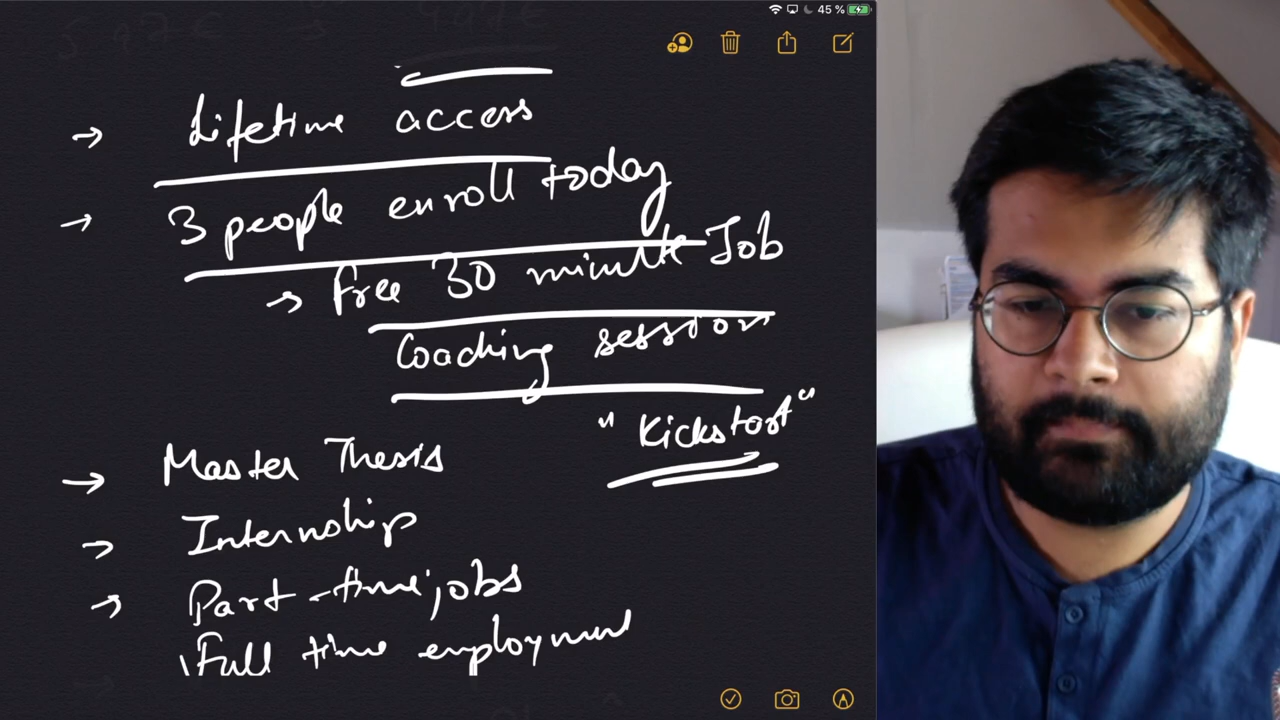 45 %
→ Lifetime access
→ 3 people enroll today
→ free 30 minute Job
Coaching session
"Kickstart"
→ Master Thesis
→ Internship
→ Part-time jobs
Full time employment